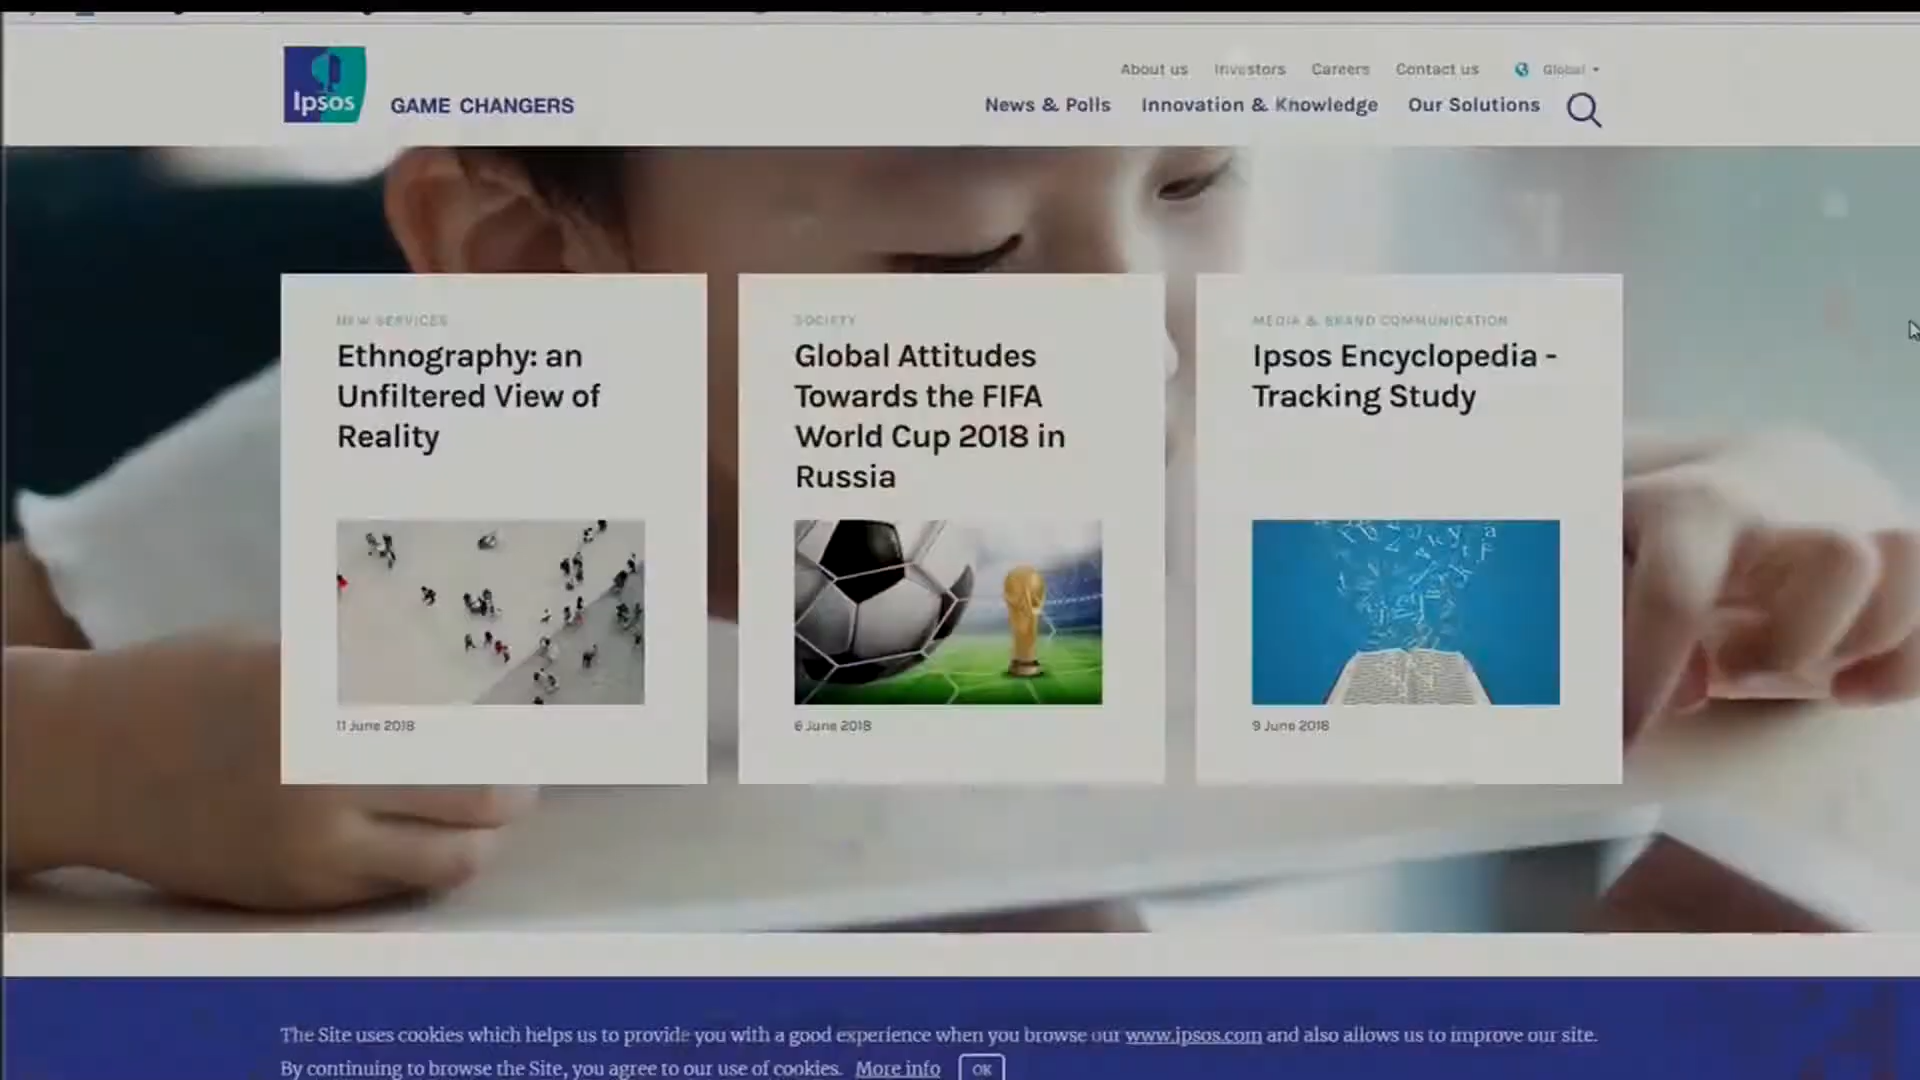 About us Investors Careers Contact us Global
Ipsos
GAME CHANGERS
News & Polls Innovation & Knowledge Our Solutions
NEW SERVICES
Ethnography: an
Unfiltered View of
Reality
11 June 2018
SOCIETY
Global Attitudes
Towards the FIFA
World Cup 2018 in
Russia
6 June 2018
MEDIA & BRAND COMMUNICATION
Ipsos Encyclopedia -
Tracking Study
9 June 2018
The Site uses cookies which helps us to provide you with a good experience when you browse our www.ipsos.com and also allows us to improve our site.
By continuing to browse the Site, you agree to our use of cookies. More info OK